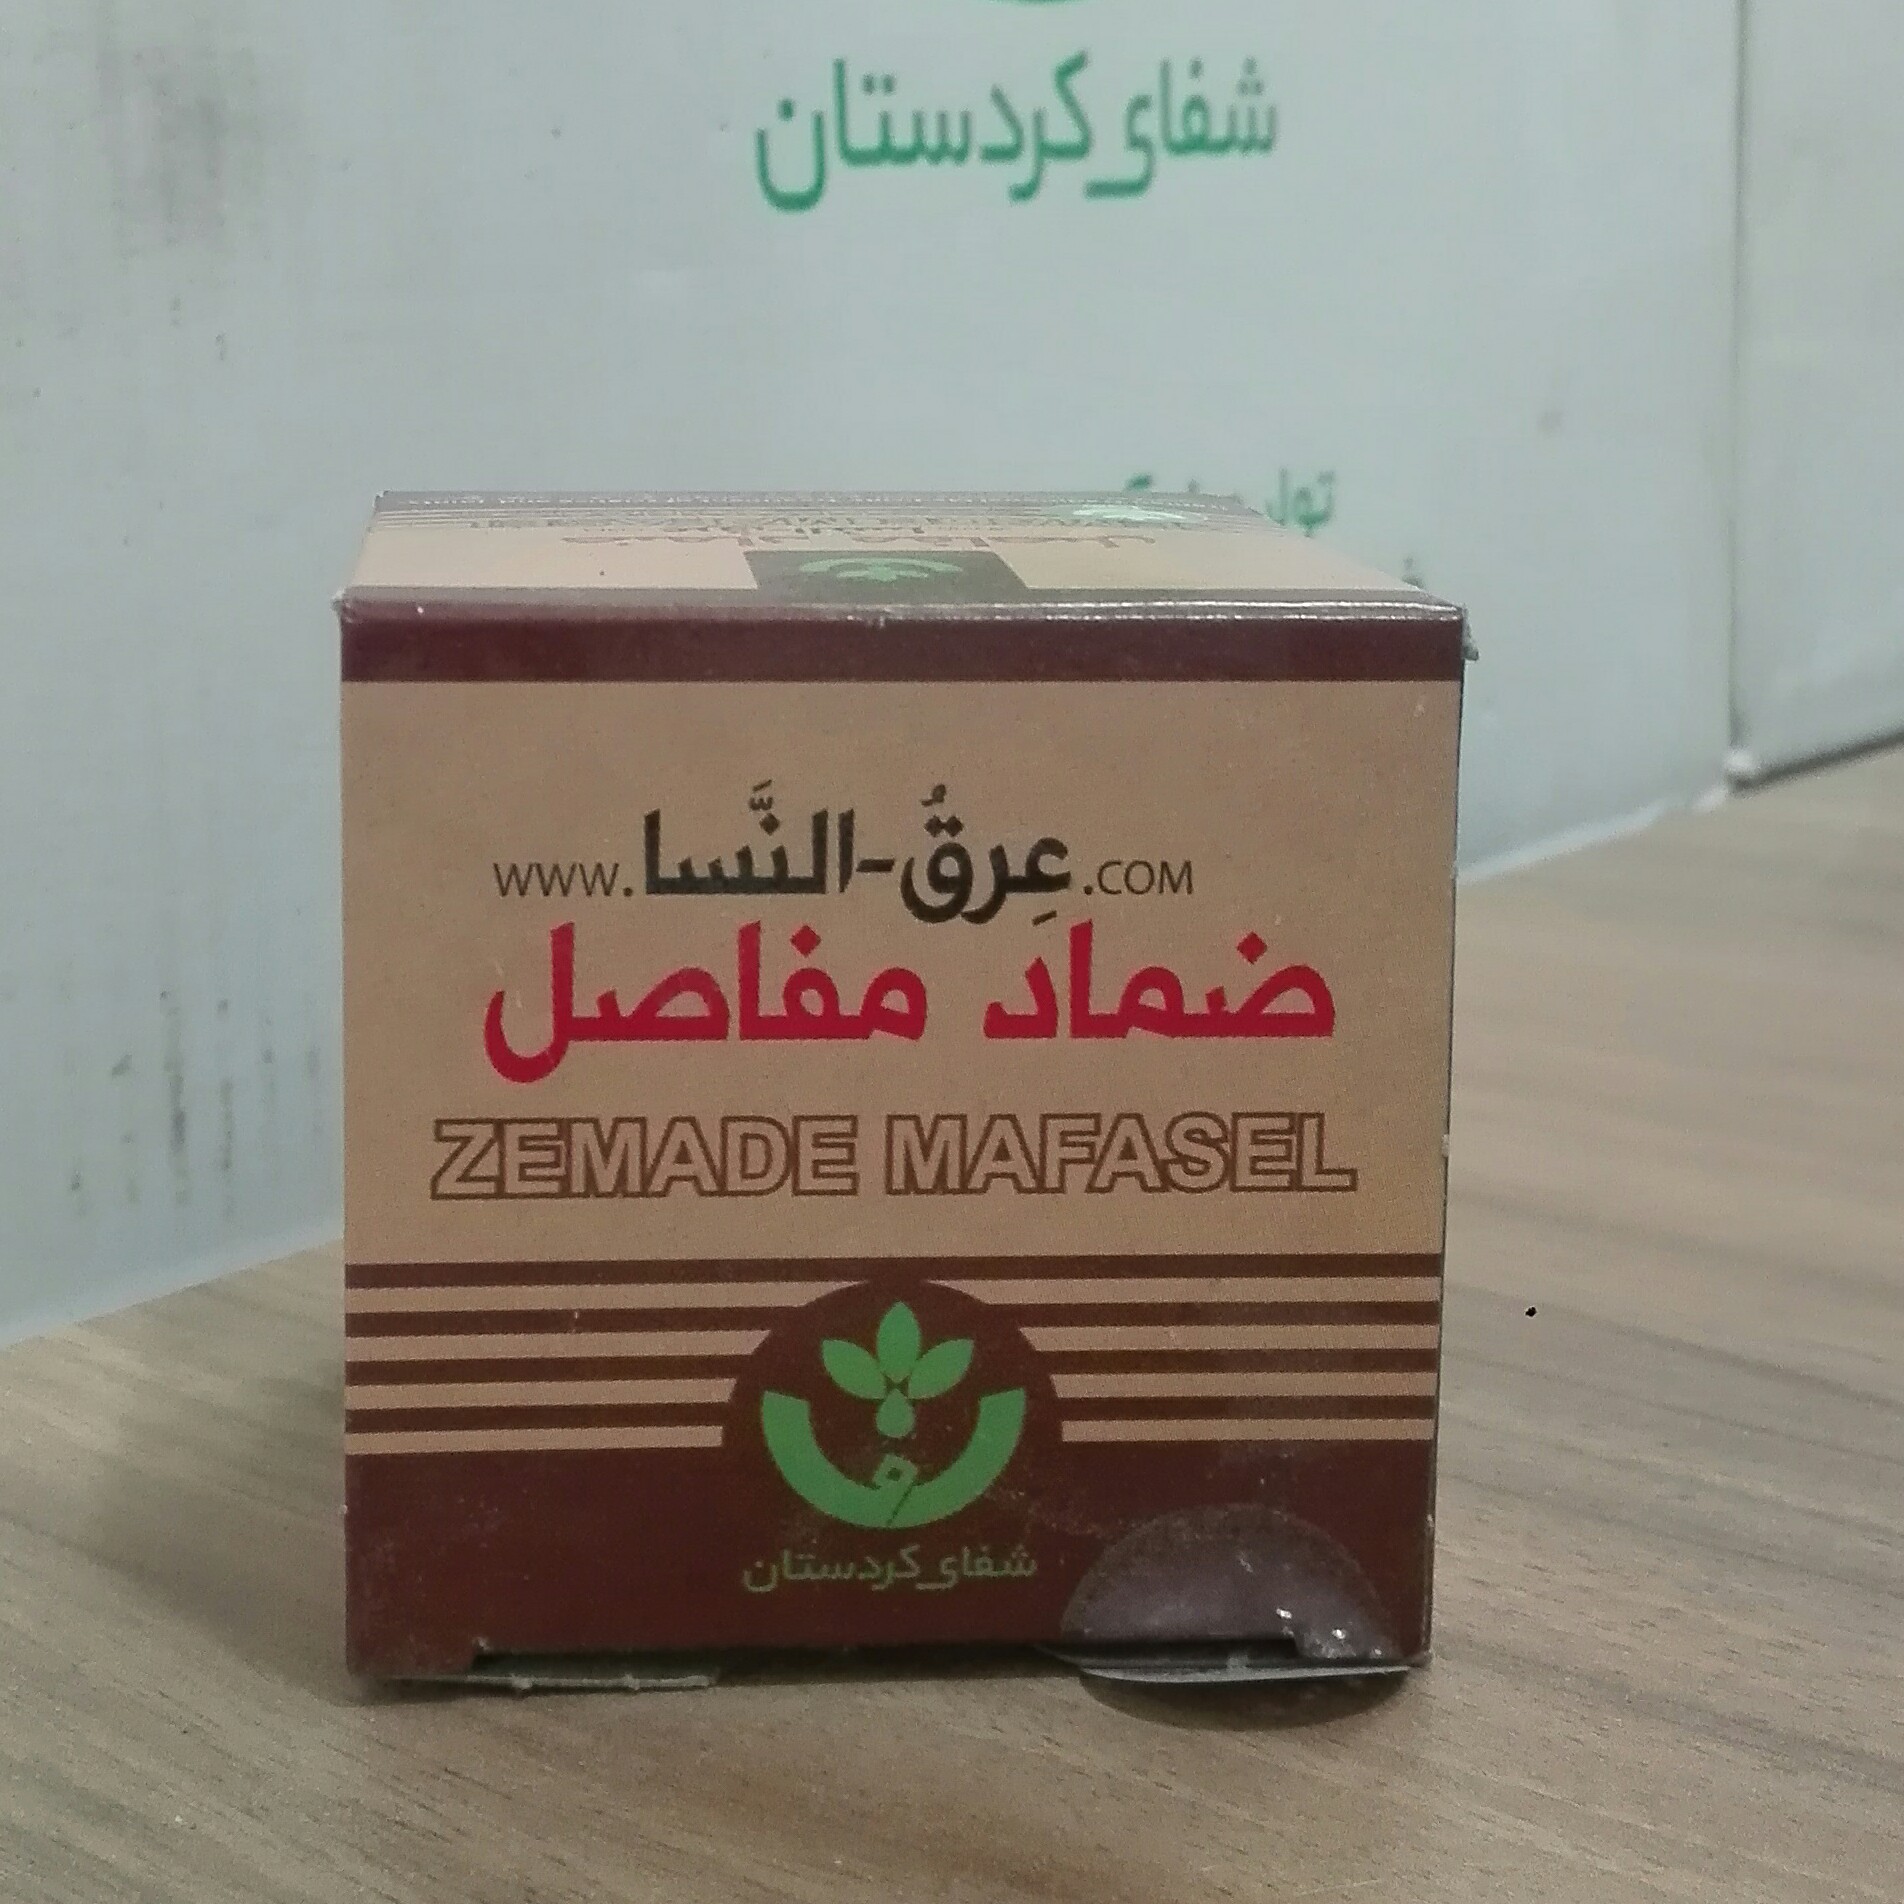 شفای کردستان
www.عِرقُ-النَّسا.com
ضماد مفاصل
ZEMADE MAFASEL
شفای کردستان